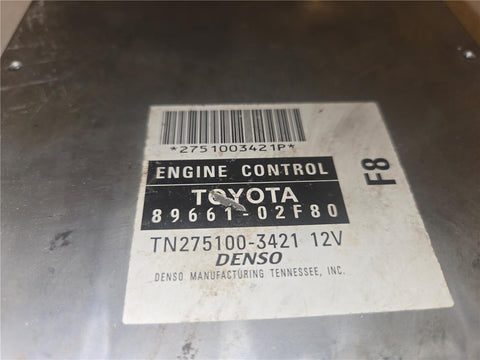 *2751003421P*
ENGINE CONTROL
F8
TOYOTA
89661-02F80
TN275100-3421 12V
DENSO
DENSO MANUFACTURING TENNESSEE, INC.